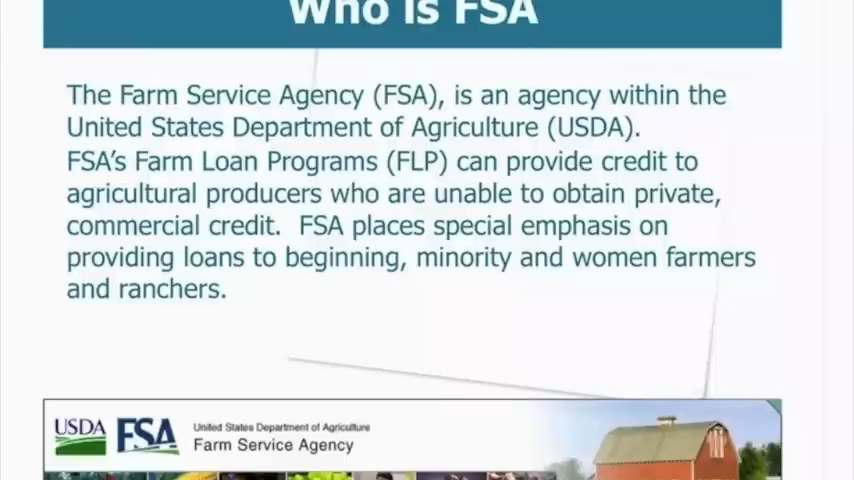 Who is FSA
The Farm Service Agency (FSA), is an agency within the
United States Department of Agriculture (USDA).
FSA's Farm Loan Programs (FLP) can provide credit to
agricultural producers who are unable to obtain private,
commercial credit.  FSA places special emphasis on
providing loans to beginning, minority and women farmers
and ranchers.
USDA
FSA
United States Department of Agriculture
Farm Service Agency